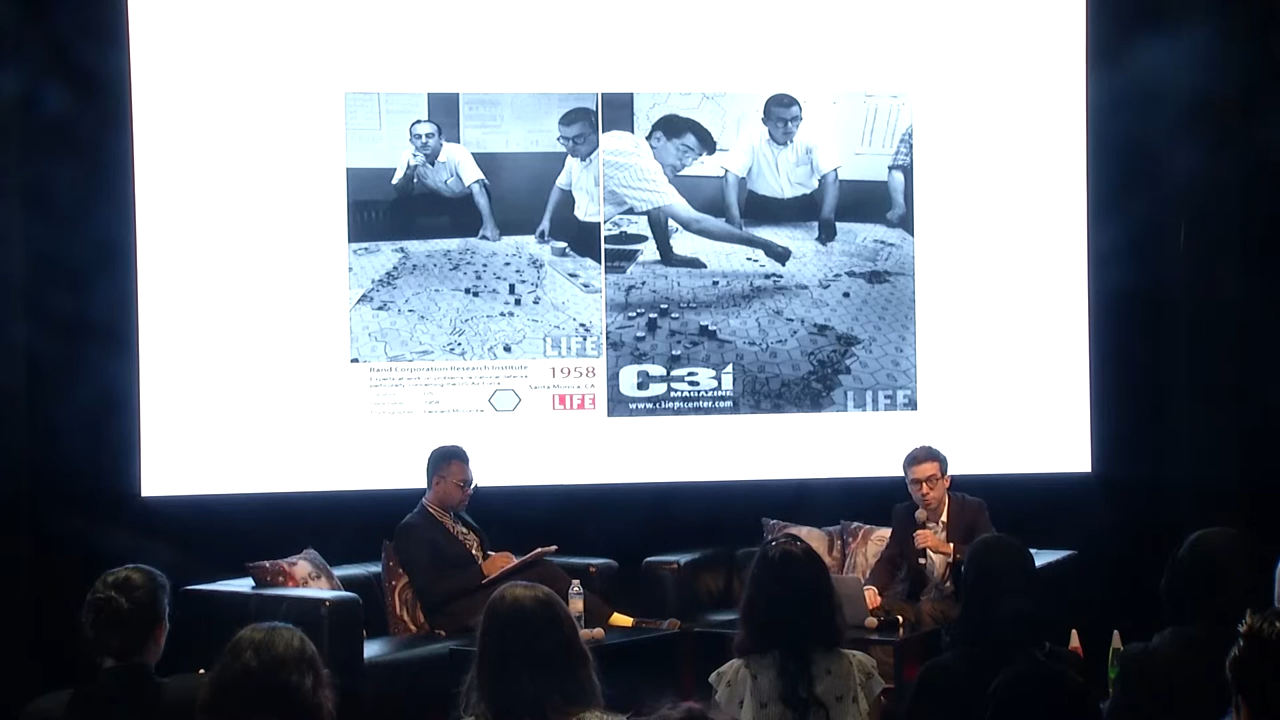 LIFE
Rand Corporation Research Institute
1958
Santa Monica, CA
LIFE
C3i
MAGAZINE
www.c3iopscenter.com
LIFE